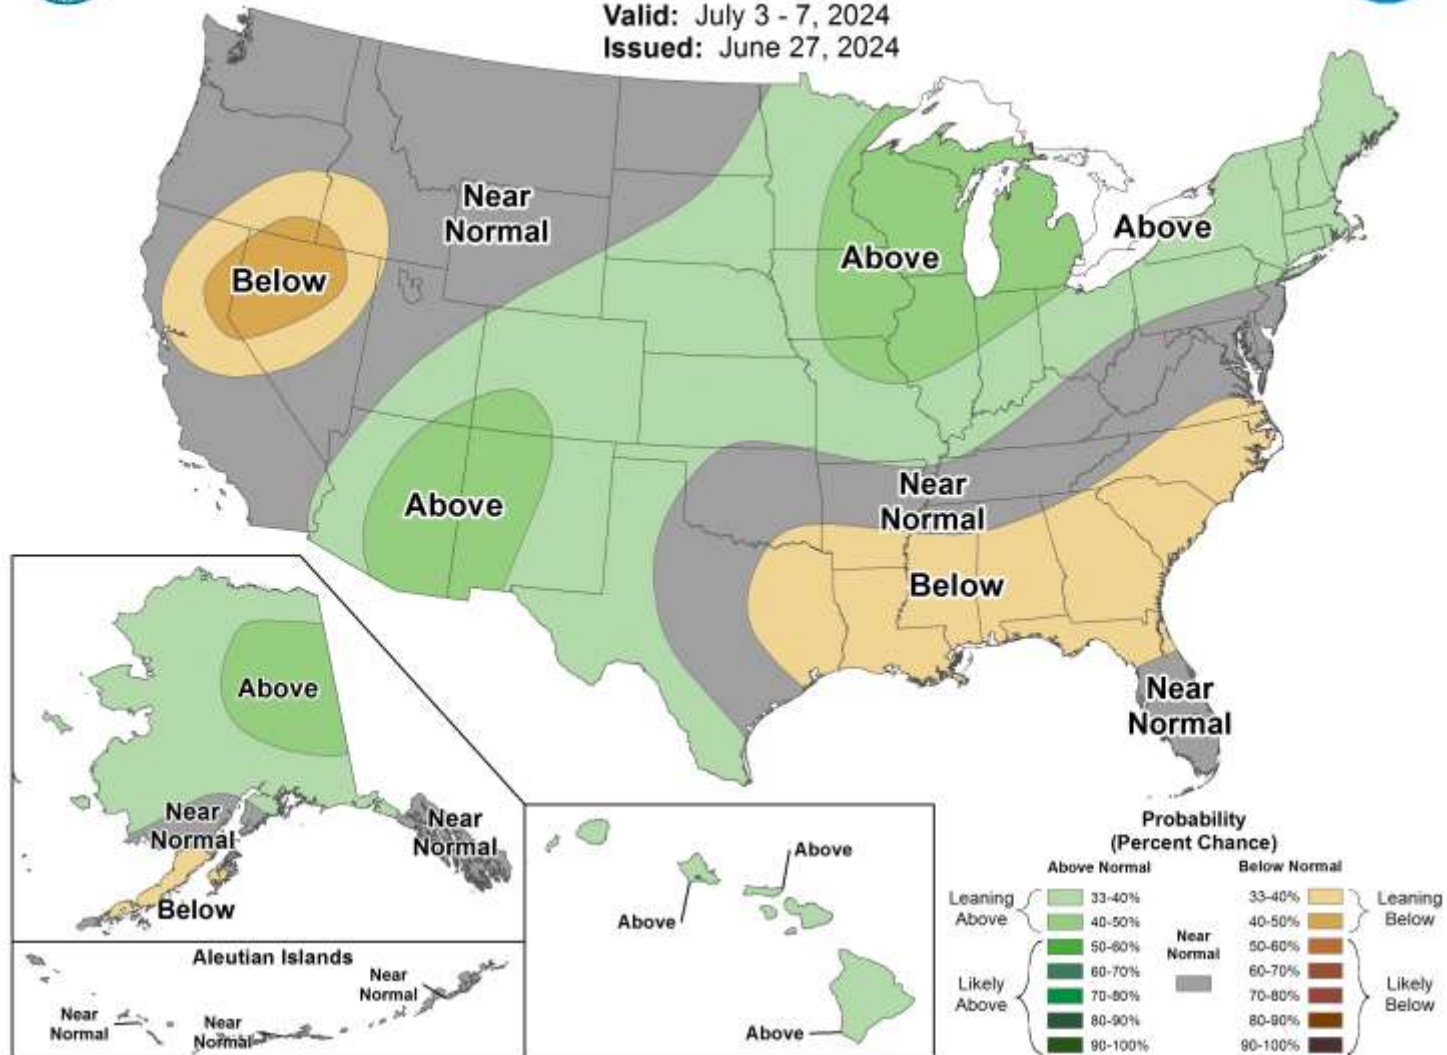 Valid: July 3 - 7, 2024
Issued: June 27, 2024
Near
Normal
Above
Below
Above
Above
Near
Normal
Below
Near
Normal
Above
Near
Normal
Near
Normal
Below
Aleutian Islands
Near
Normal
Near
Normal
Near
Normal
Above
Above
Above
Probability
(Percent Chance)
Above Normal Below Normal
Leaning
Above
33-40%
40-50%
Likely
Above
50-60%
60-70%
70-80%
80-90%
90-100%
Near
Normal
33-40%
40-50%
Leaning
Below
50-60%
60-70%
70-80%
80-90%
90-100%
Likely
Below